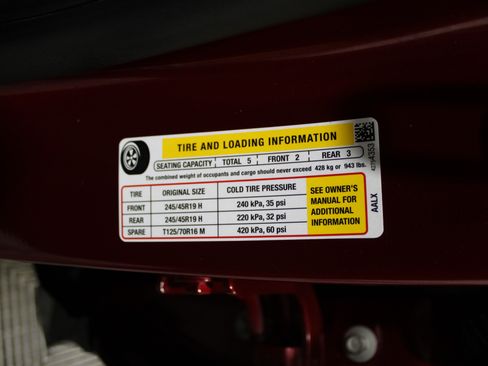 TIRE AND LOADING INFORMATION
SEATING CAPACITY TOTAL 5 FRONT 2 REAR 3
The combined weight of occupants and cargo should never exceed 428 kg or 943 lbs.
TIRE ORIGINAL SIZE COLD TIRE PRESSURE
FRONT 245/45R19 H 240 kPa, 35 psi
REAR 245/45R19 H 220 kPa, 32 psi
SPARE T125/70R16 M 420 kPa, 60 psi
SEE OWNER'S
MANUAL FOR
ADDITIONAL
INFORMATION
AALX